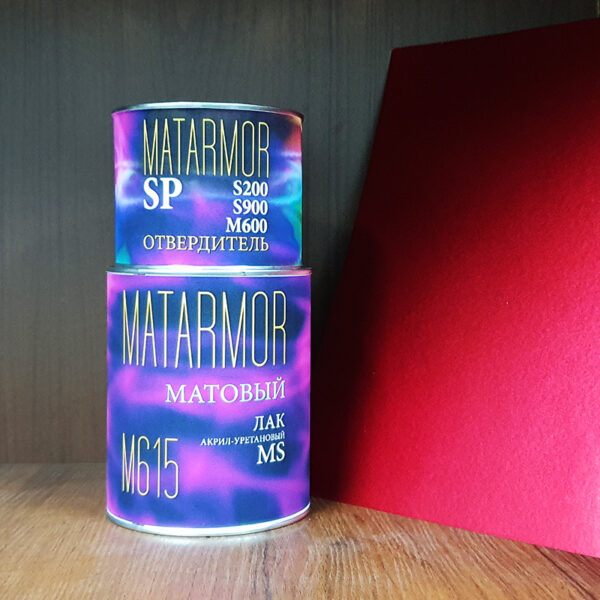 MATARMOR
SP
S200
S900
M600
ОТВЕРДИТЕЛЬ
MATARMOR
МАТОВЫЙ
ЛАК
АКРИЛ-УРЕТАНОВЫЙ
MS
M615